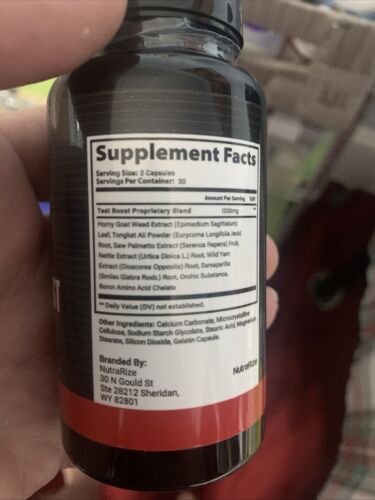 Supplement Facts
Serving Size: 2 Capsules
Servings Per Container: 30
Amount Per Serving %DV
Test Boost Proprietary Blend 1200mg **
Horny Goat Weed Extract (Epimedium Sagittatum)
Leaf, Tongkat Ali Powder (Eurycoma Longifolia Jack)
Root, Saw Palmetto Extract (Serenoa Repens) Fruit,
Nettle Extract (Urtica Dioica L.) Root, Wild Yam
Extract (Dioscorea Opposita) Root, Sarsaparilla
(Smilax Glabra Roxb.) Root, Orchic Substance,
Boron Amino Acid Chelate
** Daily Value (DV) not established.
Other Ingredients: Calcium Carbonate, Microcrystalline
Cellulose, Sodium Starch Glycolate, Stearic Acid, Magnesium
Stearate, Silicon Dioxide, Gelatin Capsule.
Branded By:
NutraRize
30 N Gould St
Ste 28212 Sheridan,
WY 82801
NutraRize